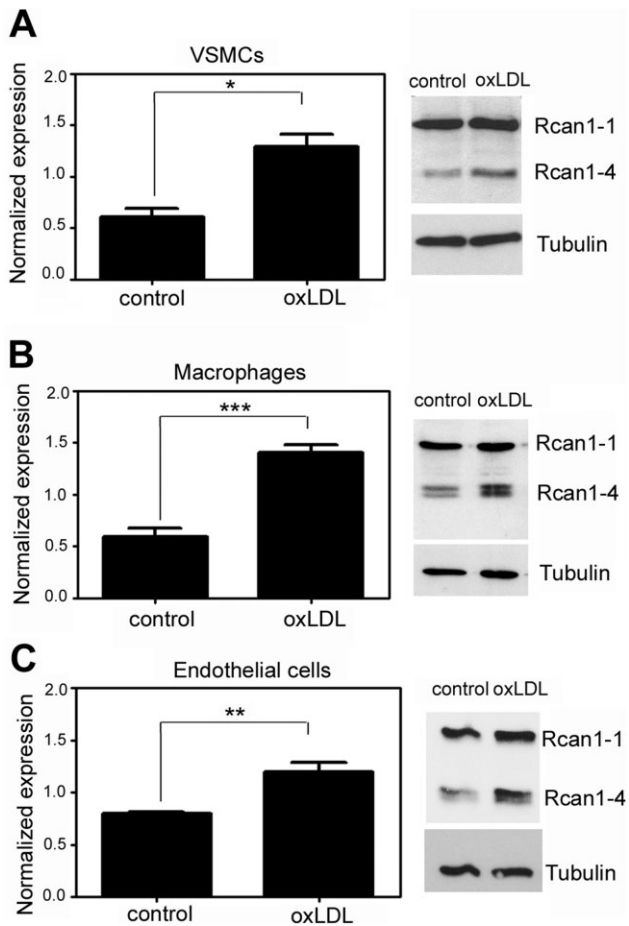 A
VSMCs
Normalized expression
2.0
1.5
1.0
0.5
0.0
*
control
oxLDL
control oxLDL
Rcan1-1
Rcan1-4
Tubulin
B
Macrophages
Normalized expression
2.0
1.5
1.0
0.5
0.0
***
control
oxLDL
control oxLDL
Rcan1-1
Rcan1-4
Tubulin
C
Endothelial cells
Normalized expression
2.0
1.5
1.0
0.5
0.0
**
control
oxLDL
control oxLDL
Rcan1-1
Rcan1-4
Tubulin